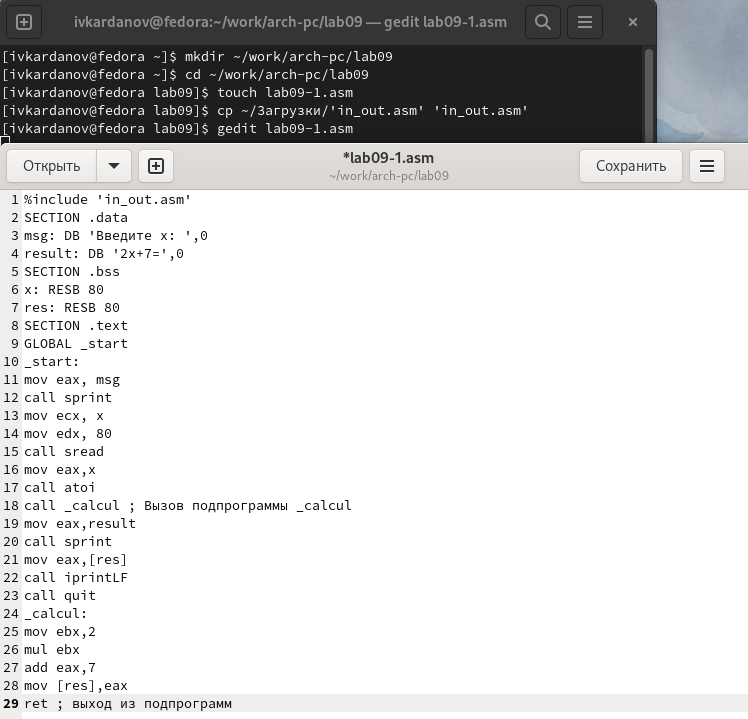 ivkardanov@fedora:~/work/arch-pc/lab09 — gedit lab09-1.asm
[ivkardanov@fedora ~]$ mkdir ~/work/arch-pc/lab09
[ivkardanov@fedora ~]$ cd ~/work/arch-pc/lab09
[ivkardanov@fedora lab09]$ touch lab09-1.asm
[ivkardanov@fedora lab09]$ cp ~/Загрузки/'in_out.asm' 'in_out.asm'
[ivkardanov@fedora lab09]$ gedit lab09-1.asm
Открыть
*lab09-1.asm
~/work/arch-pc/lab09
Сохранить
1 %include 'in_out.asm'
2 SECTION .data
3 msg: DB 'Введите x: ',0
4 result: DB '2x+7=',0
5 SECTION .bss
6 x: RESB 80
7 res: RESB 80
8 SECTION .text
9 GLOBAL _start
10 _start:
11 mov eax, msg
12 call sprint
13 mov ecx, x
14 mov edx, 80
15 call sread
16 mov eax,x
17 call atoi
18 call _calcul ; Вызов подпрограммы _calcul
19 mov eax,result
20 call sprint
21 mov eax,[res]
22 call iprintLF
23 call quit
24 _calcul:
25 mov ebx,2
26 mul ebx
27 add eax,7
28 mov [res],eax
29 ret ; выход из подпрограмм